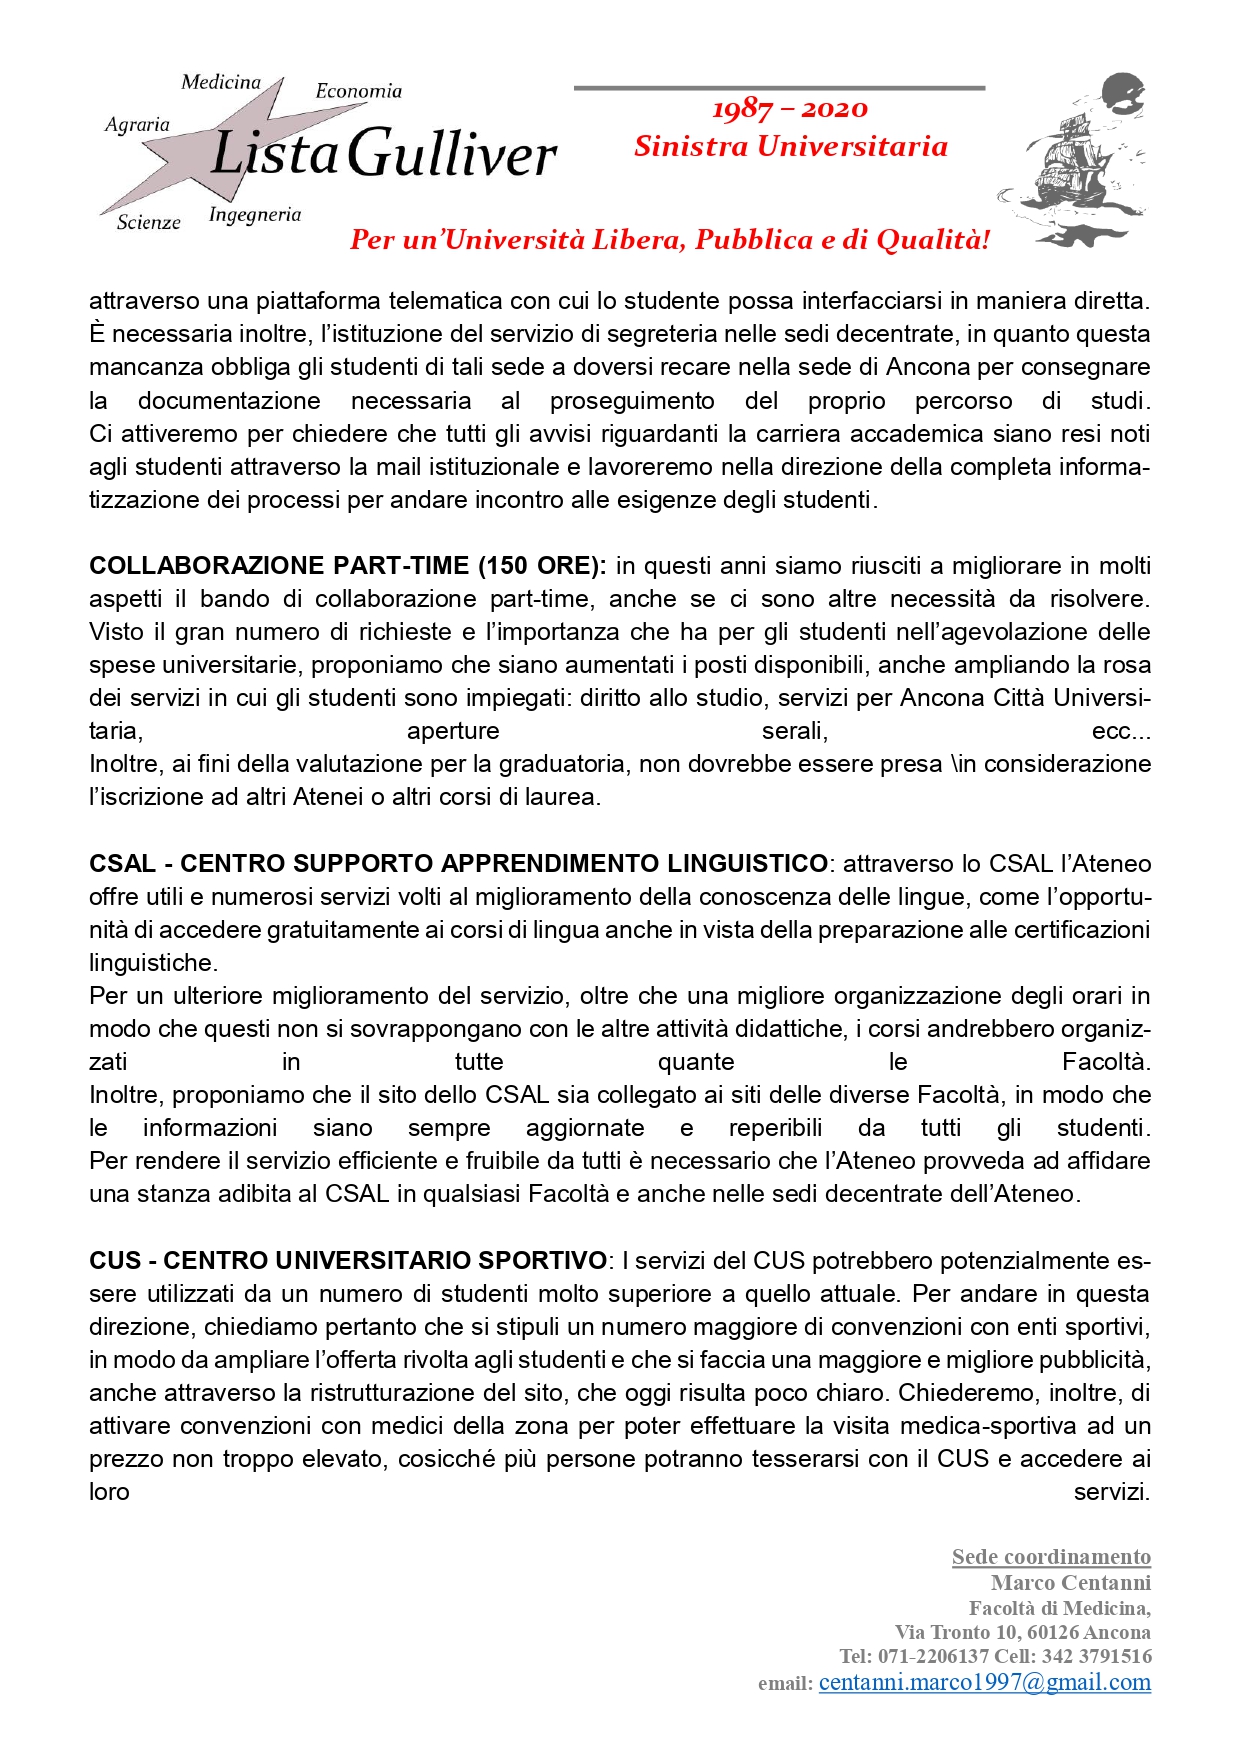 Medicina
Economia
Agraria
Lista Gulliver
Scienze
Ingegneria
1987 – 2020
Sinistra Universitaria
Per un’Università Libera, Pubblica e di Qualità!
attraverso una piattaforma telematica con cui lo studente possa interfacciarsi in maniera diretta.
È necessaria inoltre, l’istituzione del servizio di segreteria nelle sedi decentrate, in quanto questa
mancanza obbliga gli studenti di tali sede a doversi recare nella sede di Ancona per consegnare
la documentazione necessaria al proseguimento del proprio percorso di studi.
Ci attiveremo per chiedere che tutti gli avvisi riguardanti la carriera accademica siano resi noti
agli studenti attraverso la mail istituzionale e lavoreremo nella direzione della completa informa-
tizzazione dei processi per andare incontro alle esigenze degli studenti.
COLLABORAZIONE PART-TIME (150 ORE): in questi anni siamo riusciti a migliorare in molti
aspetti il bando di collaborazione part-time, anche se ci sono altre necessità da risolvere.
Visto il gran numero di richieste e l’importanza che ha per gli studenti nell’agevolazione delle
spese universitarie, proponiamo che siano aumentati i posti disponibili, anche ampliando la rosa
dei servizi in cui gli studenti sono impiegati: diritto allo studio, servizi per Ancona Città Universi-
taria, aperture serali, ecc...
Inoltre, ai fini della valutazione per la graduatoria, non dovrebbe essere presa \in considerazione
l’iscrizione ad altri Atenei o altri corsi di laurea.
CSAL - CENTRO SUPPORTO APPRENDIMENTO LINGUISTICO: attraverso lo CSAL l’Ateneo
offre utili e numerosi servizi volti al miglioramento della conoscenza delle lingue, come l’opportu-
nità di accedere gratuitamente ai corsi di lingua anche in vista della preparazione alle certificazioni
linguistiche.
Per un ulteriore miglioramento del servizio, oltre che una migliore organizzazione degli orari in
modo che questi non si sovrappongano con le altre attività didattiche, i corsi andrebbero organiz-
zati in tutte quante le Facoltà.
Inoltre, proponiamo che il sito dello CSAL sia collegato ai siti delle diverse Facoltà, in modo che
le informazioni siano sempre aggiornate e reperibili da tutti gli studenti.
Per rendere il servizio efficiente e fruibile da tutti è necessario che l’Ateneo provveda ad affidare
una stanza adibita al CSAL in qualsiasi Facoltà e anche nelle sedi decentrate dell’Ateneo.
CUS - CENTRO UNIVERSITARIO SPORTIVO: I servizi del CUS potrebbero potenzialmente es-
sere utilizzati da un numero di studenti molto superiore a quello attuale. Per andare in questa
direzione, chiediamo pertanto che si stipuli un numero maggiore di convenzioni con enti sportivi,
in modo da ampliare l’offerta rivolta agli studenti e che si faccia una maggiore e migliore pubblicità,
anche attraverso la ristrutturazione del sito, che oggi risulta poco chiaro. Chiederemo, inoltre, di
attivare convenzioni con medici della zona per poter effettuare la visita medica-sportiva ad un
prezzo non troppo elevato, cosicché più persone potranno tesserarsi con il CUS e accedere ai
loro servizi.
Sede coordinamento
Marco Centanni
Facoltà di Medicina,
Via Tronto 10, 60126 Ancona
Tel: 071-2206137 Cell: 342 3791516
email: centanni.marco1997@gmail.com